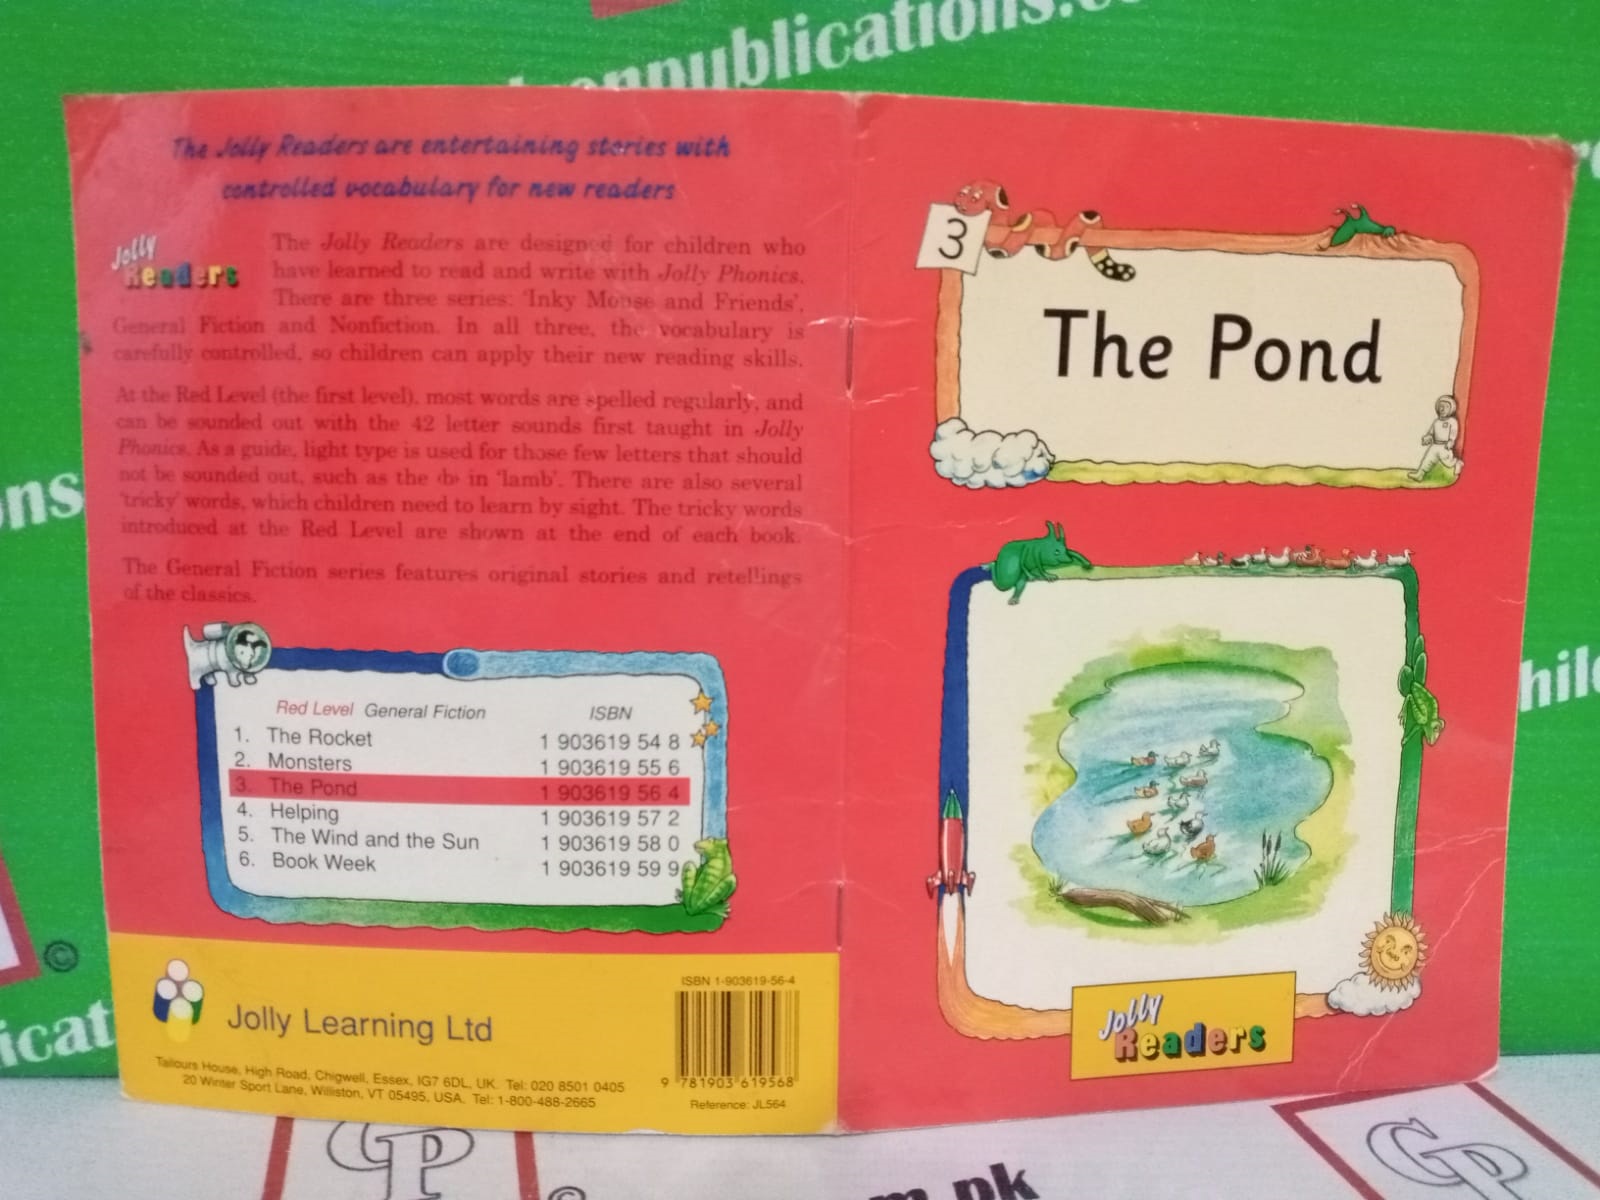 publications.c
The Jolly Readers are entertaining stories with
controlled vocabulary for new readers
Jolly
Readers
The Jolly Readers are designed for children who
have learned to read and write with Jolly Phonics.
There are three series: 'Inky Mouse and Friends',
General Fiction and Nonfiction. In all three, the vocabulary is
carefully controlled, so children can apply their new reading skills.
At the Red Level (the first level), most words are spelled regularly, and
can be sounded out with the 42 letter sounds first taught in Jolly
Phonics. As a guide, light type is used for those few letters that should
not be sounded out, such as the ‹b› in 'lamb'. There are also several
'tricky' words, which children need to learn by sight. The tricky words
introduced at the Red Level are shown at the end of each book.
The General Fiction series features original stories and retellings
of the classics.
Red Level General Fiction ISBN
1. The Rocket 1 903619 54 8
2. Monsters 1 903619 55 6
3. The Pond 1 903619 56 4
4. Helping 1 903619 57 2
5. The Wind and the Sun 1 903619 58 0
6. Book Week 1 903619 59 9
Jolly Learning Ltd
Tailours House, High Road, Chigwell, Essex, IG7 6DL, UK. Tel: 020 8501 0405
20 Winter Sport Lane, Williston, VT 05495, USA. Tel: 1-800-488-2665
ISBN 1-903619-56-4
9 781903 619568
Reference: JL564
3
The Pond
Jolly
Readers
©
GP
©
m.pk
GP